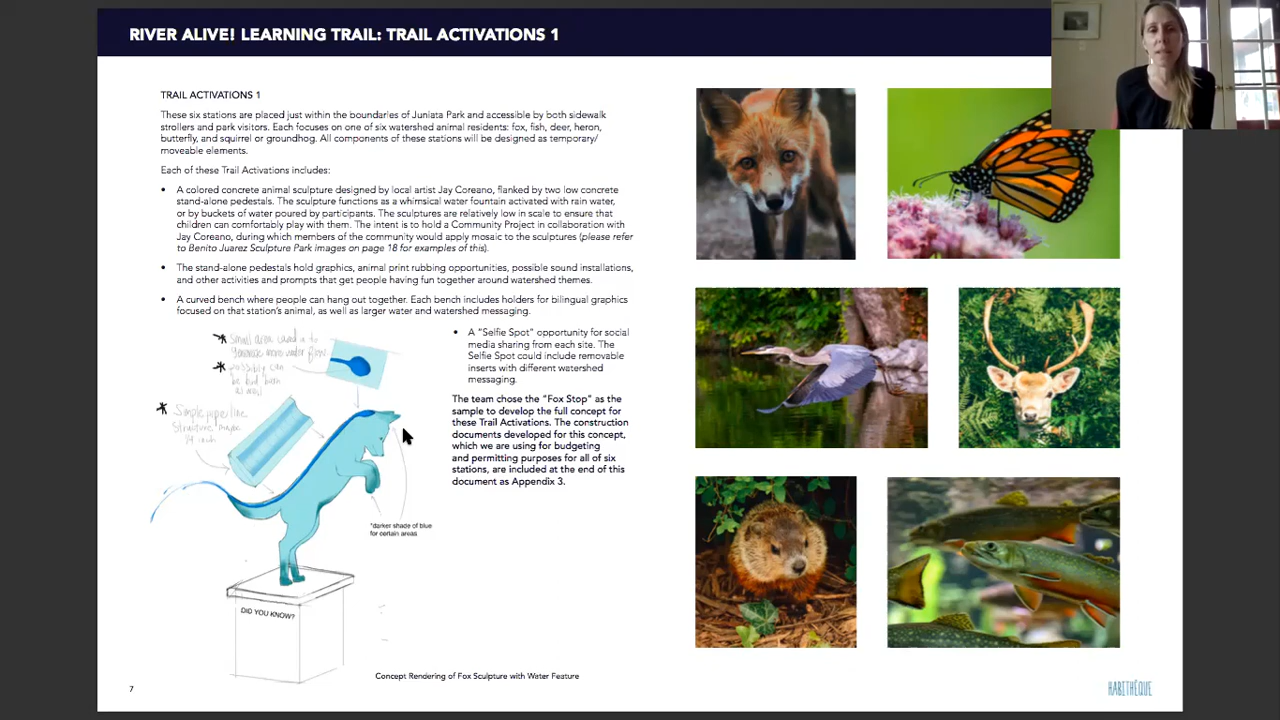 RIVER ALIVE! LEARNING TRAIL: TRAIL ACTIVATIONS 1
TRAIL ACTIVATIONS 1
These six stations are placed just within the boundaries of Juniata Park and accessible by both sidewalk
strollers and park visitors. Each focuses on one of six watershed animal residents: fox, fish, deer, heron,
butterfly, and squirrel or groundhog. All components of these stations will be designed as temporary/
moveable elements.
Each of these Trail Activations includes:
• A colored concrete animal sculpture designed by local artist Jay Coreano, flanked by two low concrete
stand-alone pedestals. The sculpture functions as a whimsical water fountain activated with rain water,
or by buckets of water poured by participants. The sculptures are relatively low in scale to ensure that
children can comfortably play with them. The intent is to hold a Community Project in collaboration with
Jay Coreano, during which members of the community would apply mosaic to the sculptures (please refer
to Benito Juarez Sculpture Park images on page 18 for examples of this).
• The stand-alone pedestals hold graphics, animal print rubbing opportunities, possible sound installations,
and other activities and prompts that get people having fun together around watershed themes.
• A curved bench where people can hang out together. Each bench includes holders for bilingual graphics
focused on that station's animal, as well as larger water and watershed messaging.
• A "Selfie Spot" opportunity for social
media sharing from each site. The
Selfie Spot could include removable
inserts with different watershed
messaging.
The team chose the "Fox Stop" as the
sample to develop the full concept for
these Trail Activations. The construction
documents developed for this concept,
which we are using for budgeting
and permitting purposes for all of six
stations, are included at the end of this
document as Appendix 3.
* Small area
water flow
* possibly can
be
* Simple pipe line
Structure, maybe
*darker shade of blue
for certain areas
DID YOU KNOW?
Concept Rendering of Fox Sculpture with Water Feature
7
HABITHÈQUE